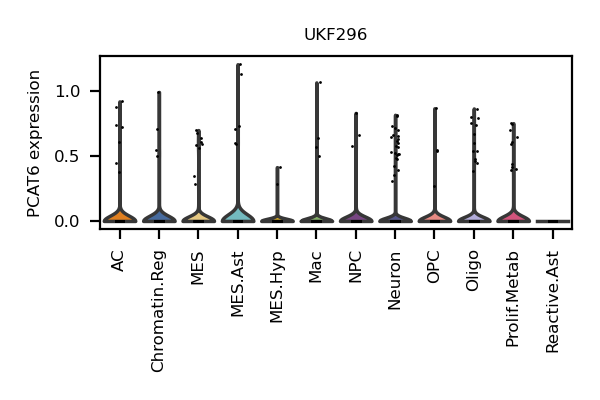 UKF296
PCAT6 expression
1.0
0.5
0.0
AC
Chromatin.Reg
MES
MES.Ast
MES.Hyp
Mac
NPC
Neuron
OPC
Oligo
Prolif.Metab
Reactive.Ast